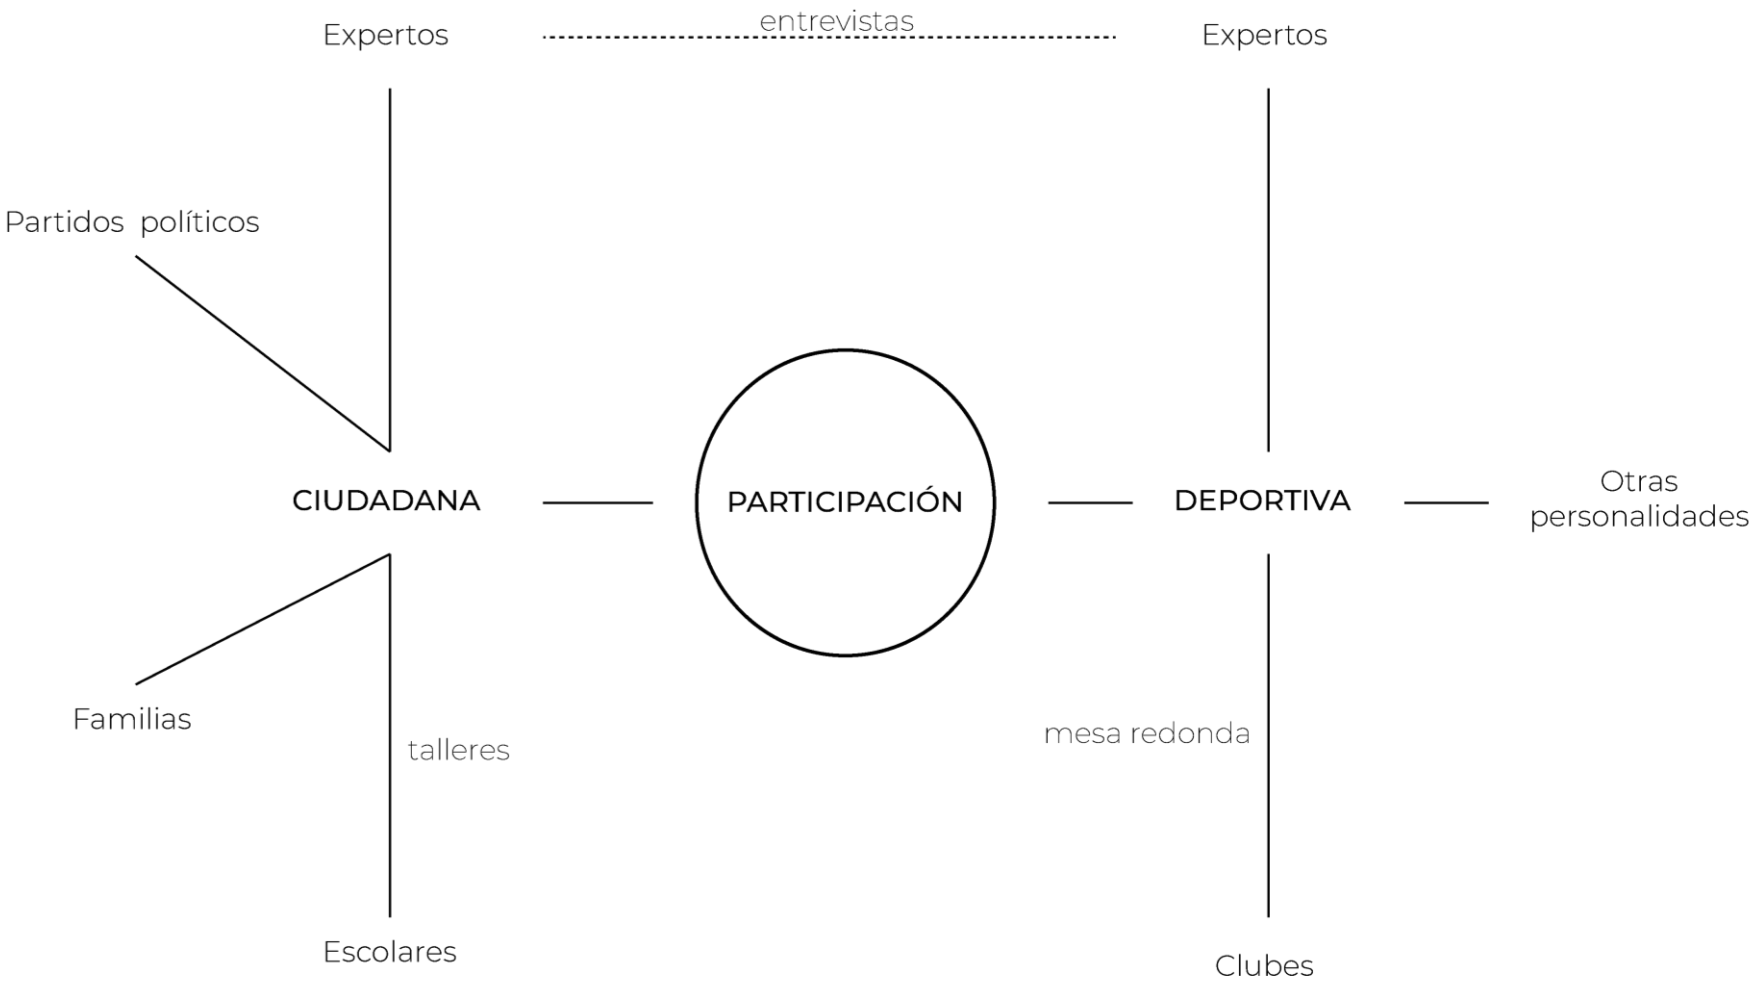 entrevistas
Expertos
Expertos
Partidos políticos
CIUDADANA
PARTICIPACIÓN
DEPORTIVA
Otras
personalidades
Familias
talleres
mesa redonda
Escolares
Clubes